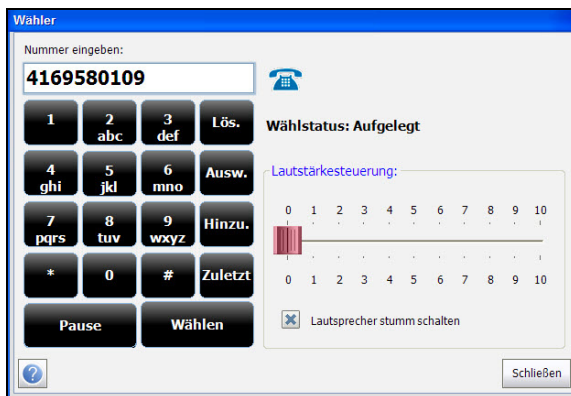 Wähler
Nummer eingeben:
4169580109
1 2 3 Lös.
abc def
Wählstatus: Aufgelegt
4 5 6 Ausw.
ghi jkl mno
Lautstärkesteuerung:
7 8 9 Hinzu.
pqrs tuv wxyz
0 1 2 3 4 5 6 7 8 9 10
* 0 # Zuletzt
0 1 2 3 4 5 6 7 8 9 10
Pause Wählen
Lautsprecher stumm schalten
?
Schließen